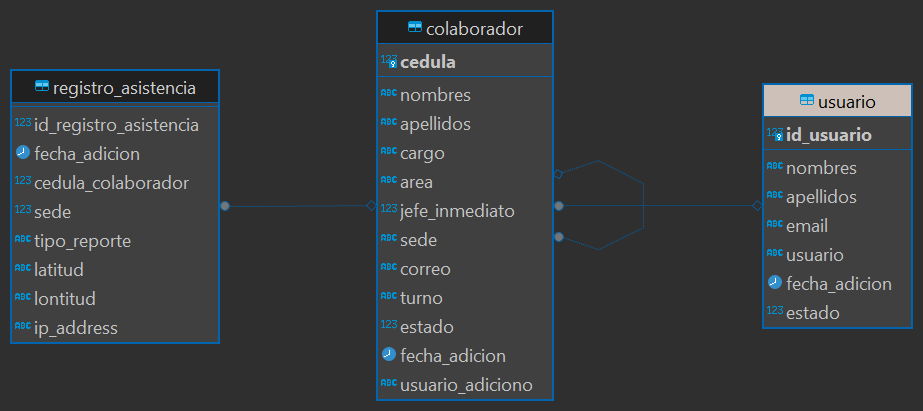 registro_asistencia
123 id_registro_asistencia
fecha_adicion
123 cedula_colaborador
123 sede
ABC tipo_reporte
ABC latitud
ABC lontitud
ABC ip_address
colaborador
123 cedula
ABC nombres
ABC apellidos
ABC cargo
ABC area
123 jefe_inmediato
ABC sede
ABC correo
ABC turno
123 estado
fecha_adicion
ABC usuario_adiciono
usuario
123 id_usuario
ABC nombres
ABC apellidos
ABC email
ABC usuario
fecha_adicion
123 estado